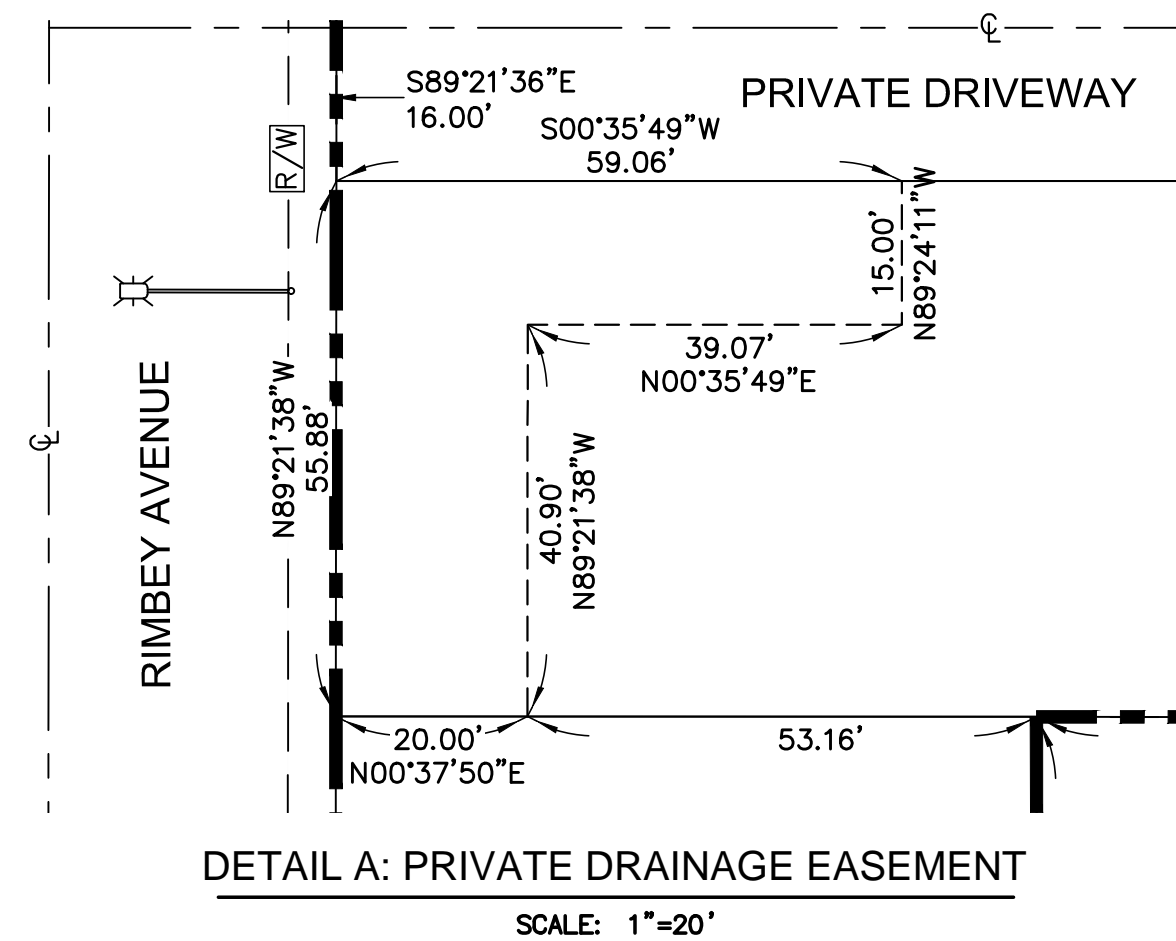 ℄
S89°21'36"E
16.00'
PRIVATE DRIVEWAY
S00°35'49"W
59.06'
R/W
15.00'
N89°24'11"W
39.07'
N00°35'49"E
RIMBEY AVENUE
℄
N89°21'38"W
55.88'
40.90'
N89°21'38"W
20.00'
N00°37'50"E
53.16'
DETAIL A: PRIVATE DRAINAGE EASEMENT
SCALE: 1"=20'